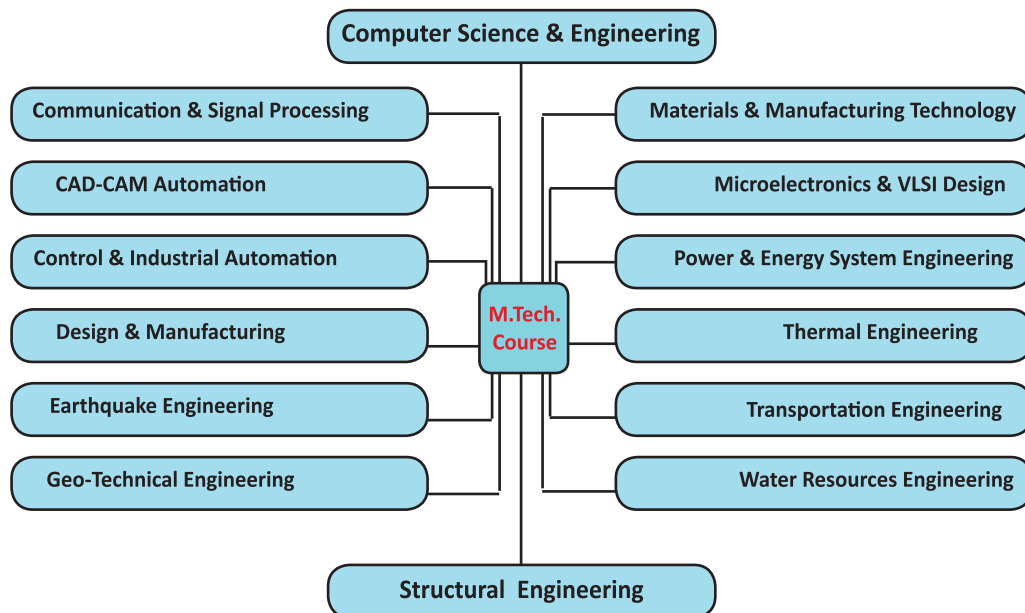 Computer Science & Engineering
Communication & Signal Processing
CAD-CAM Automation
Control & Industrial Automation
Design & Manufacturing
Earthquake Engineering
Geo-Technical Engineering
M.Tech.
Course
Materials & Manufacturing Technology
Microelectronics & VLSI Design
Power & Energy System Engineering
Thermal Engineering
Transportation Engineering
Water Resources Engineering
Structural Engineering